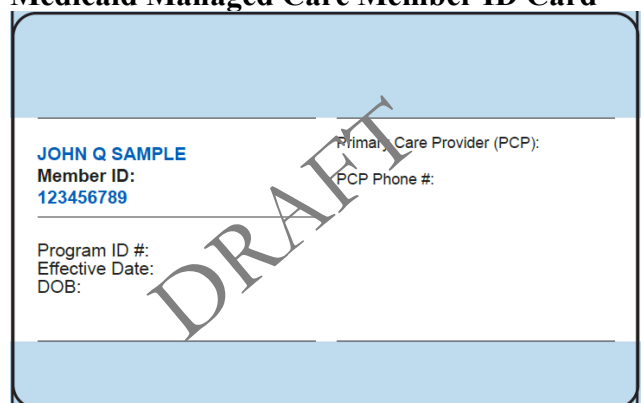 Medicaid Managed Care Member ID Card
JOHN Q SAMPLE
Member ID:
123456789
Program ID #:
Effective Date:
DOB:
Primary Care Provider (PCP):
PCP Phone #:
DRAFT